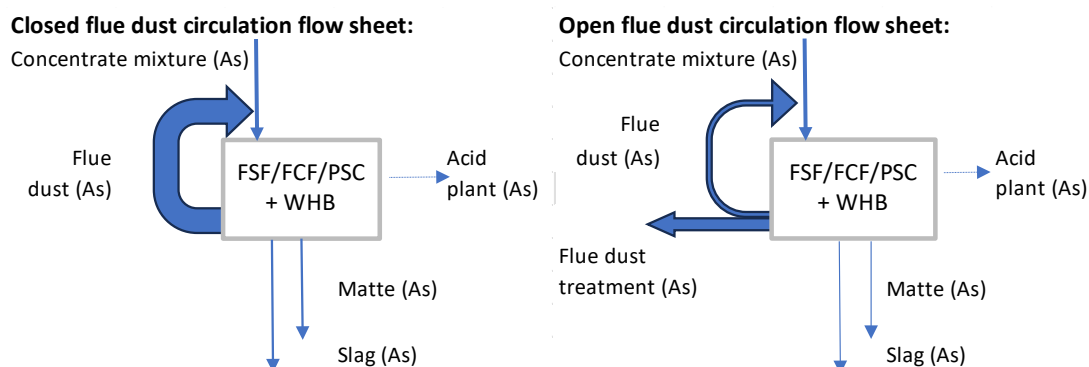 Closed flue dust circulation flow sheet:
Concentrate mixture (As)
Flue
dust (As)
FSF/FCF/PSC
+ WHB
Acid
plant (As)
Matte (As)
Slag (As)
Open flue dust circulation flow sheet:
Concentrate mixture (As)
Flue
dust (As)
FSF/FCF/PSC
+ WHB
Acid
plant (As)
Flue dust
treatment (As)
Matte (As)
Slag (As)